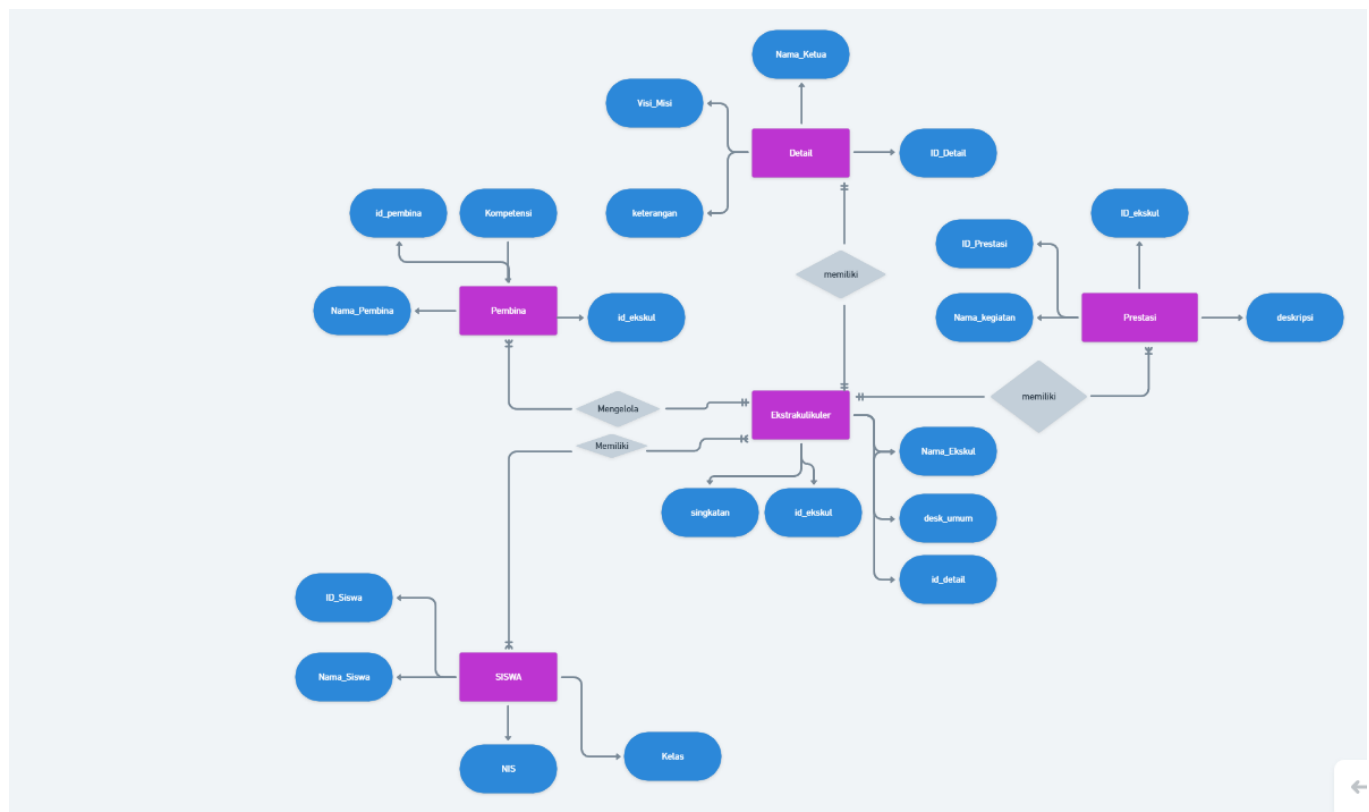 Nama_Ketua
Visi_Misi
Detail
ID_Detail
keterangan
id_pembina
Kompetensi
ID_ekskul
ID_Prestasi
memiliki
Nama_Pembina
Pembina
id_ekskul
Nama_kegiatan
Prestasi
deskripsi
memiliki
Mengelola
Ekstrakulikuler
Memiliki
Nama_Ekskul
singkatan
id_ekskul
desk_umum
id_detail
ID_Siswa
Nama_Siswa
SISWA
NIS
Kelas